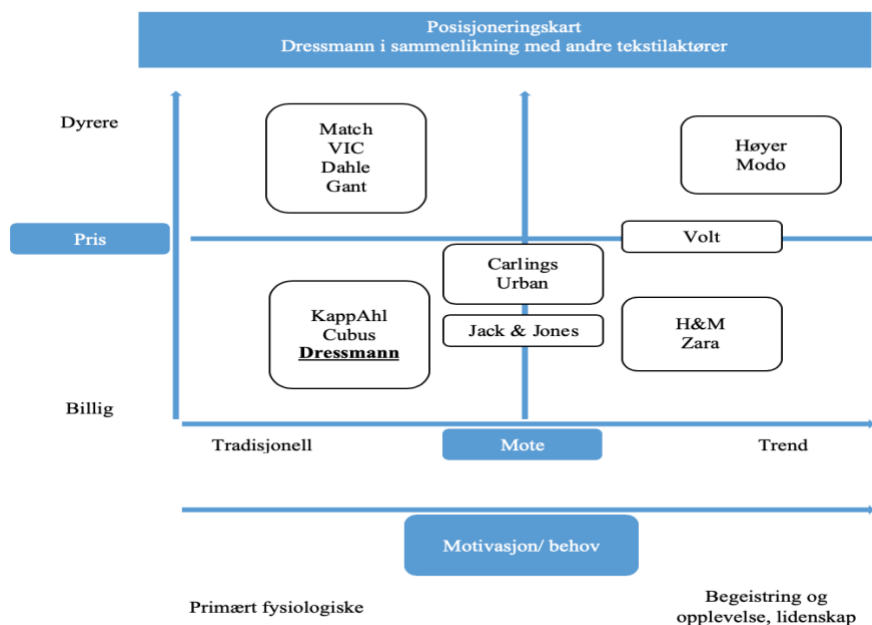 Posisjoneringskart
Dressmann i sammenlikning med andre tekstilaktører
Dyrere
Match
VIC
Dahle
Gant
Høyer
Modo
Pris
Volt
Carlings
Urban
KappAhl
Cubus
Dressmann
Jack & Jones
H&M
Zara
Billig
Tradisjonell
Mote
Trend
Motivasjon/ behov
Primært fysiologiske
Begeistring og
opplevelse, lidenskap